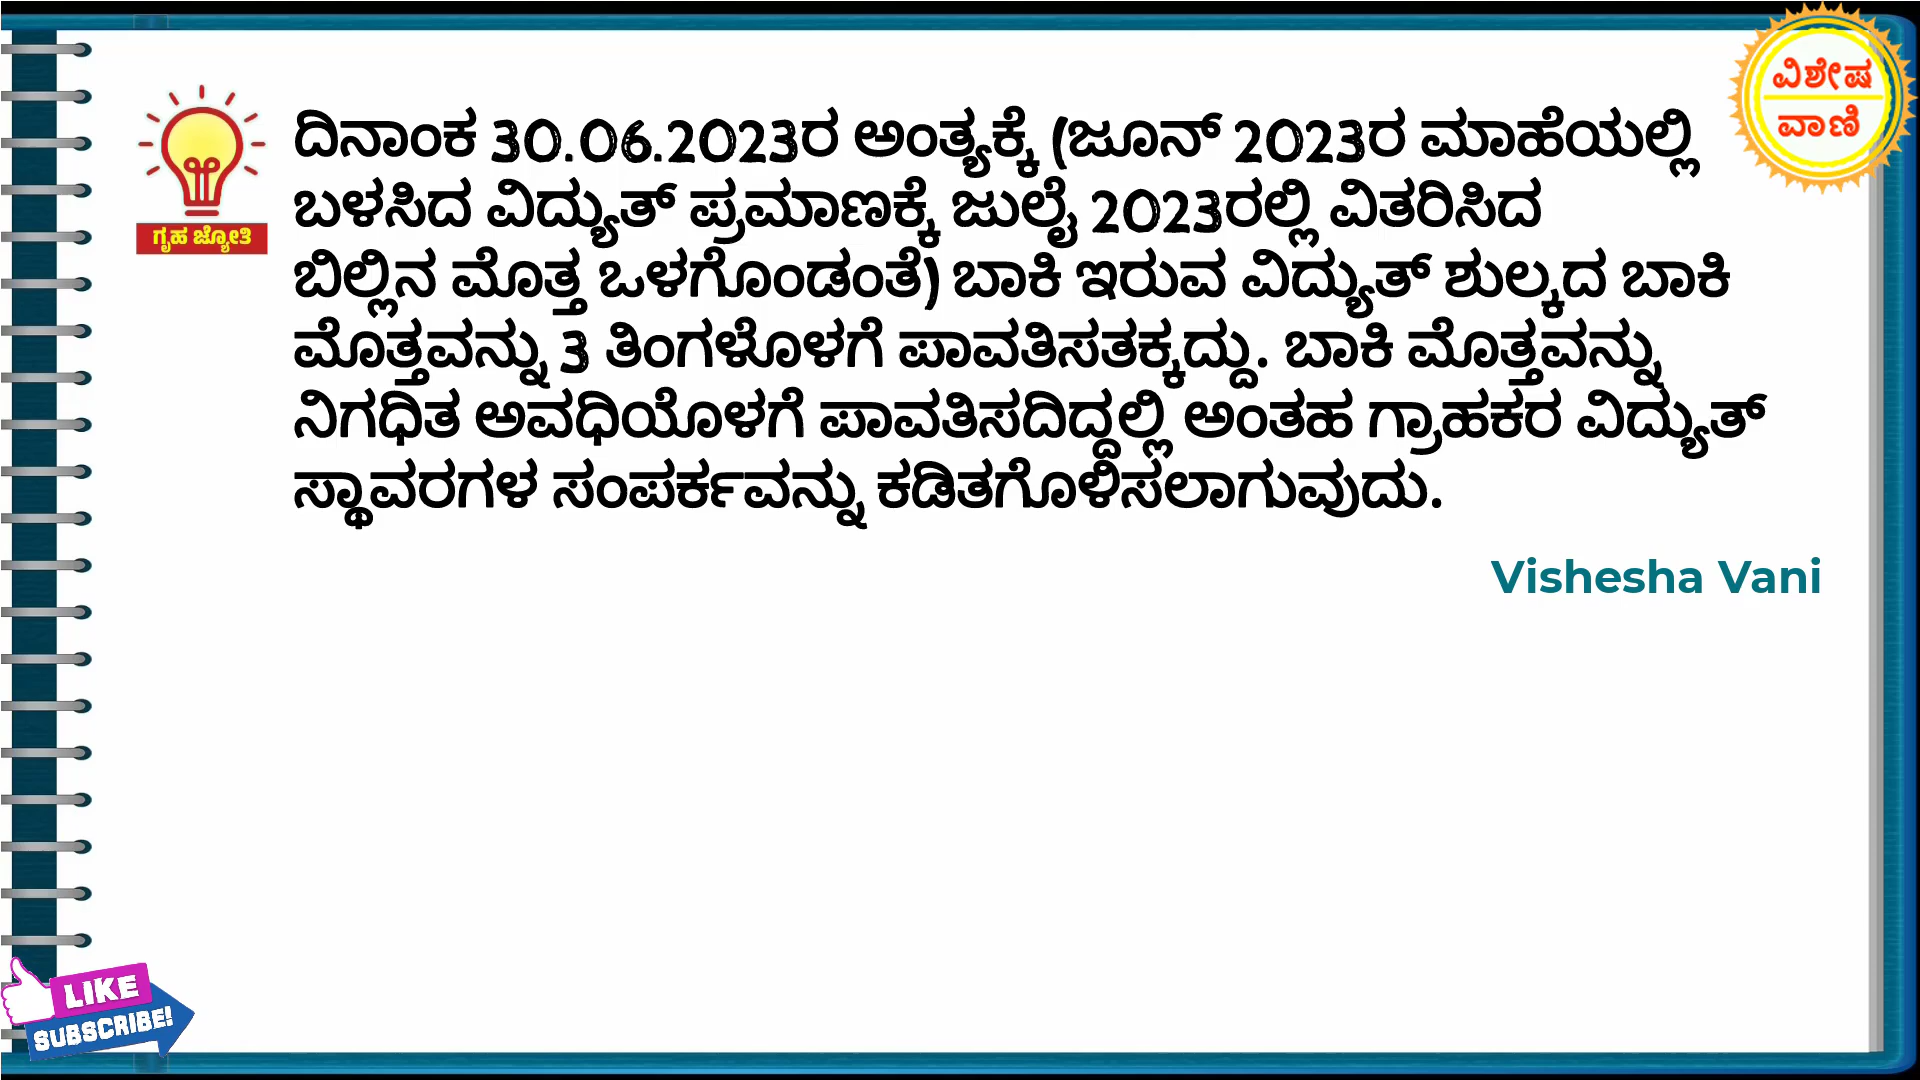 ವಿಶೇಷ
ವಾಣಿ
ದಿನಾಂಕ 30.06.2023ರ ಅಂತ್ಯಕ್ಕೆ (ಜೂನ್ 2023ರ ಮಾಹೆಯಲ್ಲಿ
ಬಳಸಿದ ವಿದ್ಯುತ್ ಪ್ರಮಾಣಕ್ಕೆ ಜುಲೈ 2023ರಲ್ಲಿ ವಿತರಿಸಿದ
ಬಿಲ್ಲಿನ ಮೊತ್ತ ಒಳಗೊಂಡಂತೆ) ಬಾಕಿ ಇರುವ ವಿದ್ಯುತ್ ಶುಲ್ಕದ ಬಾಕಿ
ಮೊತ್ತವನ್ನು 3 ತಿಂಗಳೊಳಗೆ ಪಾವತಿಸತಕ್ಕದ್ದು. ಬಾಕಿ ಮೊತ್ತವನ್ನು
ನಿಗಧಿತ ಅವಧಿಯೊಳಗೆ ಪಾವತಿಸದಿದ್ದಲ್ಲಿ ಅಂತಹ ಗ್ರಾಹಕರ ವಿದ್ಯುತ್
ಸ್ಥಾವರಗಳ ಸಂಪರ್ಕವನ್ನು ಕಡಿತಗೊಳಿಸಲಾಗುವುದು.
ಗೃಹ ಜ್ಯೋತಿ
Vishesha Vani
LIKE
SUBSCRIBE!